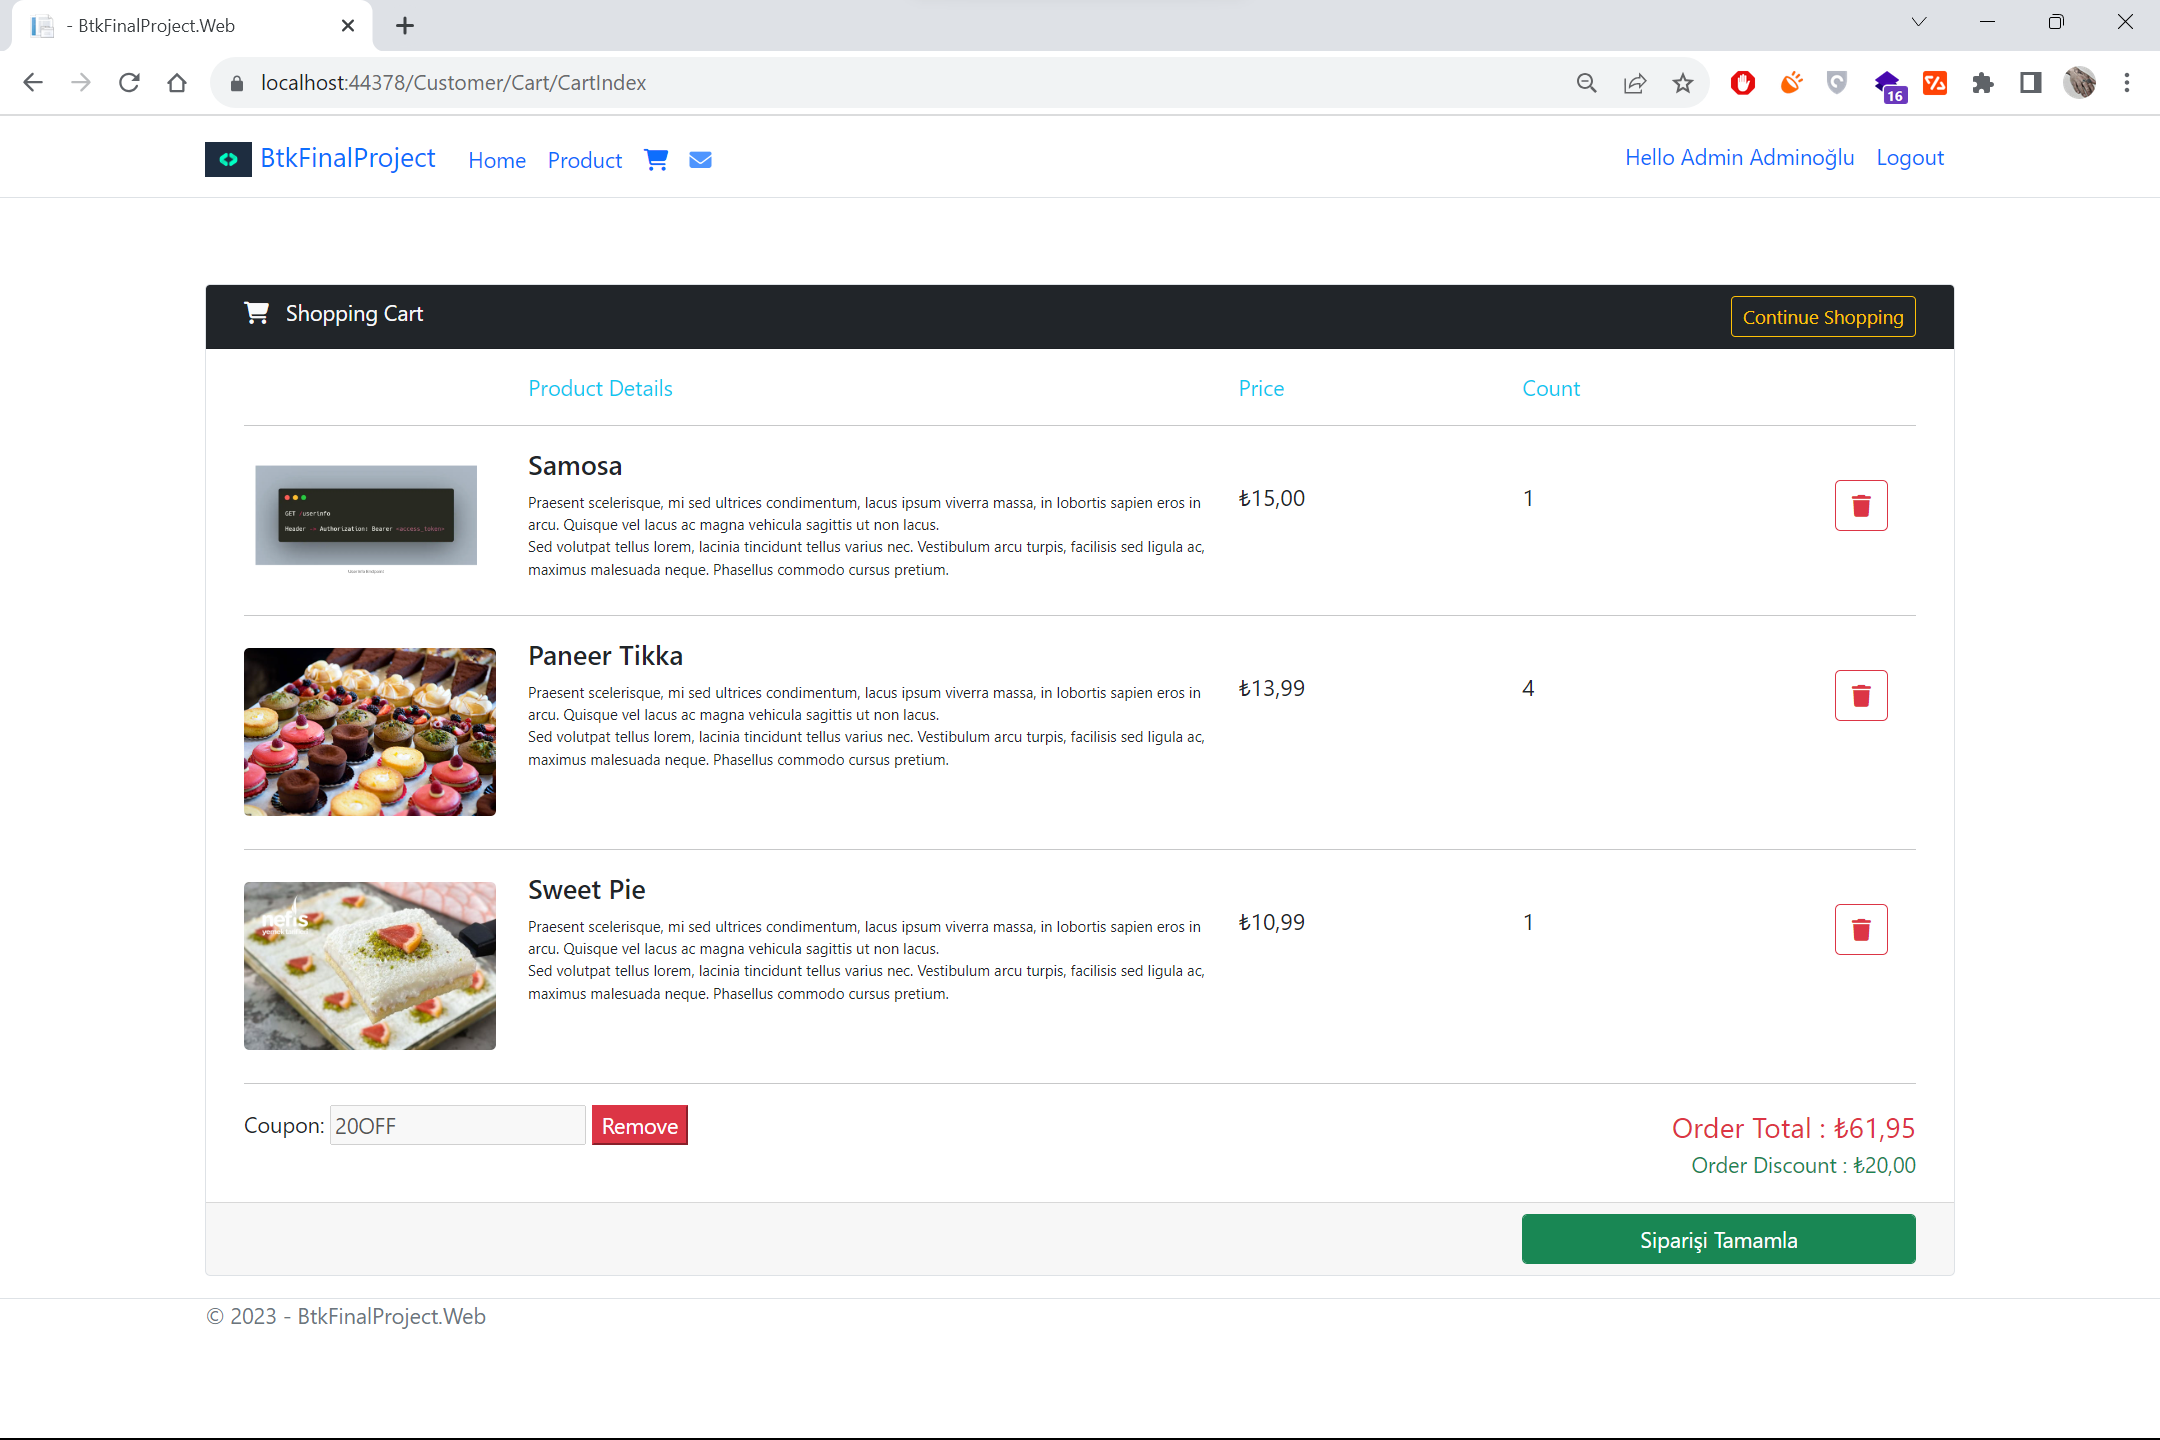 - BtkFinalProject.Web
localhost:44378/Customer/Cart/CartIndex
16
BtkFinalProject
Home
Product
Hello Admin Adminoğlu
Logout
Shopping Cart
Continue Shopping
Product Details
Price
Count
GET /userinfo
Header -> Authorization: Bearer <access_token>
Samosa
Praesent scelerisque, mi sed ultrices condimentum, lacus ipsum viverra massa, in lobortis sapien eros in
arcu. Quisque vel lacus ac magna vehicula sagittis ut non lacus.
Sed volutpat tellus lorem, lacinia tincidunt tellus varius nec. Vestibulum arcu turpis, facilisis sed ligula ac,
maximus malesuada neque. Phasellus commodo cursus pretium.
₺15,00
1
Paneer Tikka
Praesent scelerisque, mi sed ultrices condimentum, lacus ipsum viverra massa, in lobortis sapien eros in
arcu. Quisque vel lacus ac magna vehicula sagittis ut non lacus.
Sed volutpat tellus lorem, lacinia tincidunt tellus varius nec. Vestibulum arcu turpis, facilisis sed ligula ac,
maximus malesuada neque. Phasellus commodo cursus pretium.
₺13,99
4
nefis
yemek
Sweet Pie
Praesent scelerisque, mi sed ultrices condimentum, lacus ipsum viverra massa, in lobortis sapien eros in
arcu. Quisque vel lacus ac magna vehicula sagittis ut non lacus.
Sed volutpat tellus lorem, lacinia tincidunt tellus varius nec. Vestibulum arcu turpis, facilisis sed ligula ac,
maximus malesuada neque. Phasellus commodo cursus pretium.
₺10,99
1
Coupon: 20OFF Remove
Order Total : ₺61,95
Order Discount : ₺20,00
Siparişi Tamamla
© 2023 - BtkFinalProject.Web